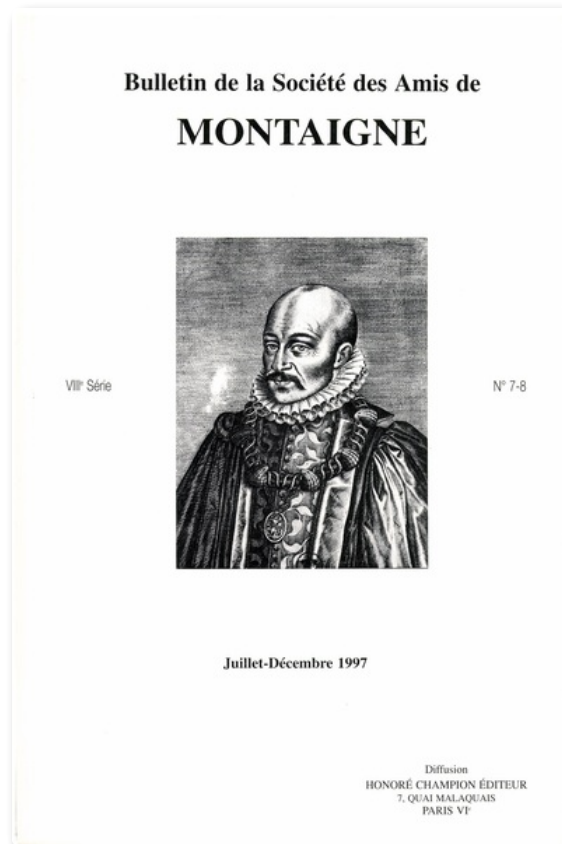 Bulletin de la Société des Amis de
MONTAIGNE
VIIIᵉ Série
N° 7-8
Juillet-Décembre 1997
Diffusion
HONORÉ CHAMPION ÉDITEUR
7, QUAI MALAQUAIS
PARIS VIᵉ